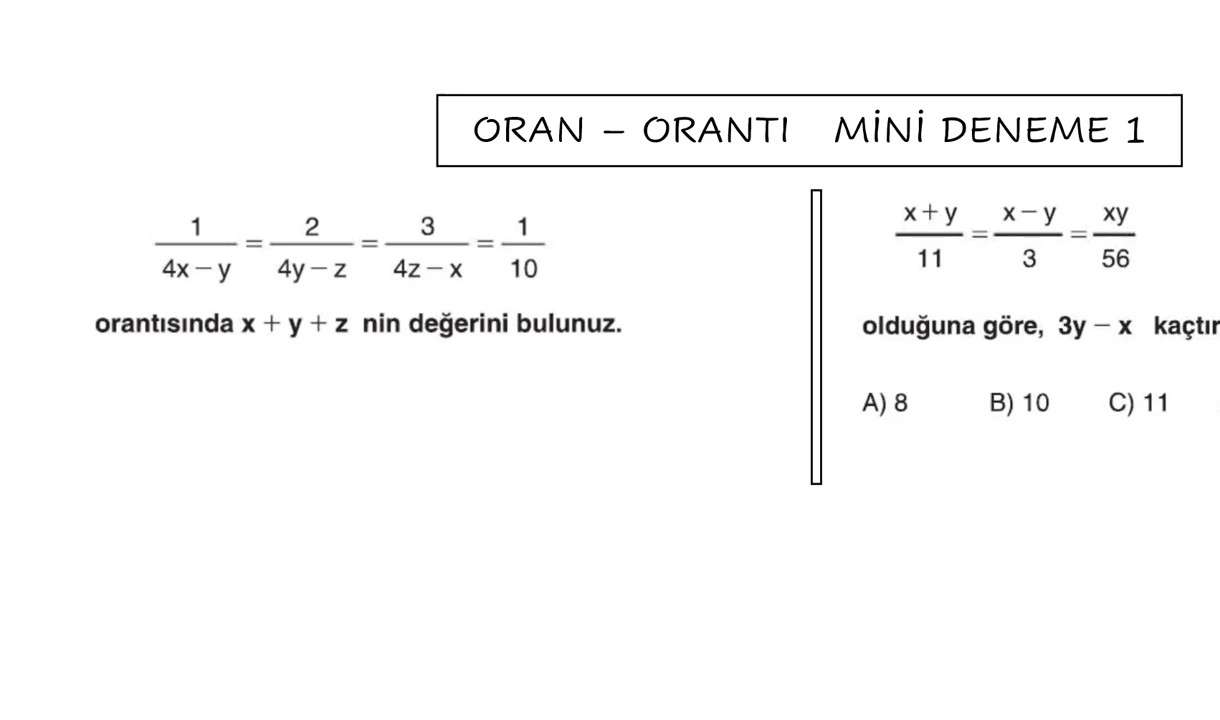 ORAN – ORANTI MİNİ DENEME 1
1/(4x – y) = 2/(4y – z) = 3/(4z – x) = 1/10
orantısında x + y + z nin değerini bulunuz.
(x + y)/11 = (x – y)/3 = xy/56
olduğuna göre, 3y – x kaçtır
A) 8 B) 10 C) 11